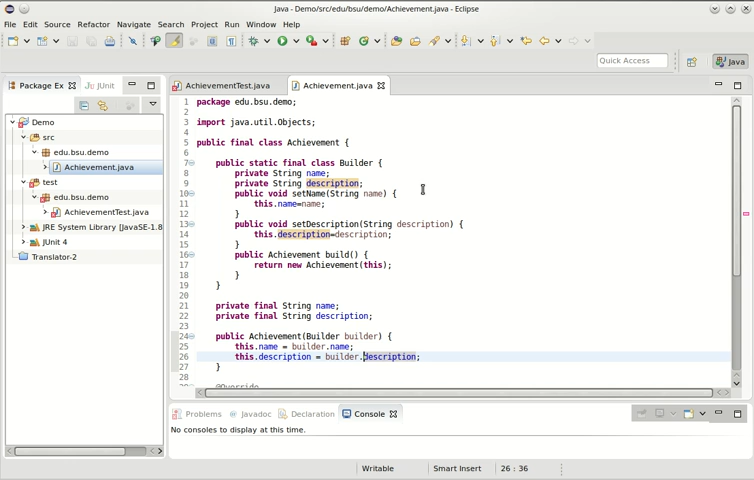 Java - Demo/src/edu/bsu/demo/Achievement.java - Eclipse
File Edit Source Refactor Navigate Search Project Run Window Help
Quick Access
Java
Package Ex
JUnit
Demo
src
edu.bsu.demo
Achievement.java
test
edu.bsu.demo
AchievementTest.java
JRE System Library [JavaSE-1.8
JUnit 4
Translator-2
AchievementTest.java
Achievement.java
1 package edu.bsu.demo;
2
3 import java.util.Objects;
4
5 public final class Achievement {
6
7 public static final class Builder {
8 private String name;
9 private String description;
10 public void setName(String name) {
11 this.name=name;
12 }
13 public void setDescription(String description) {
14 this.description=description;
15 }
16 public Achievement build() {
17 return new Achievement(this);
18 }
19 }
20
21 private final String name;
22 private final String description;
23
24 public Achievement(Builder builder) {
25 this.name = builder.name;
26 this.description = builder.description;
27 }
28
@Override
Problems Javadoc Declaration Console
No consoles to display at this time.
Writable Smart Insert 26 : 36